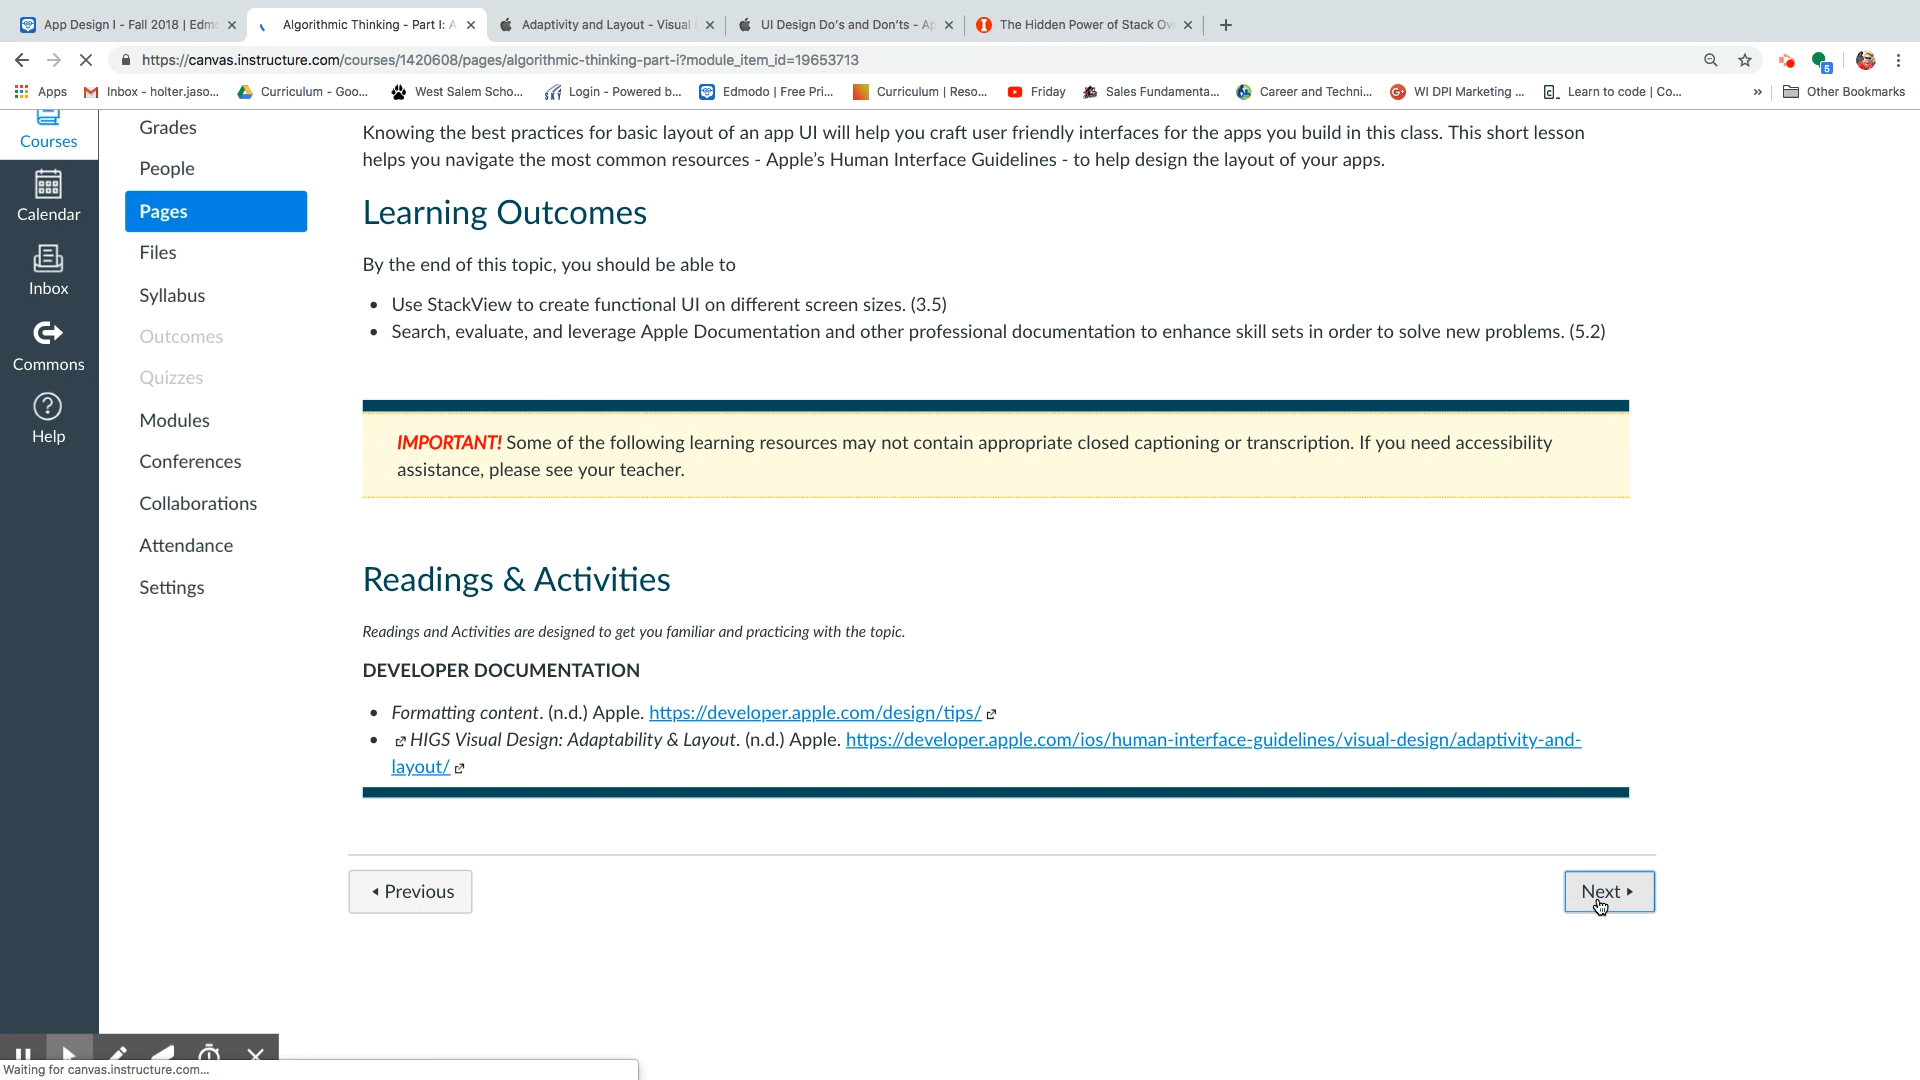 App Design I - Fall 2018 | Edmo
Algorithmic Thinking - Part I: A
Adaptivity and Layout - Visual
UI Design Do's and Don'ts - Ap
The Hidden Power of Stack Ov
https://canvas.instructure.com/courses/1420608/pages/algorithmic-thinking-part-i?module_item_id=19653713
5
Apps
Inbox - holter.jaso...
Curriculum - Goo...
West Salem Scho...
Login - Powered b...
Edmodo | Free Pri...
Curriculum | Reso...
Friday
Sales Fundamenta...
Career and Techni...
WI DPI Marketing ...
Learn to code | Co...
»
Other Bookmarks
Courses
Calendar
Inbox
Commons
Help
Grades
People
Pages
Files
Syllabus
Outcomes
Quizzes
Modules
Conferences
Collaborations
Attendance
Settings
Knowing the best practices for basic layout of an app UI will help you craft user friendly interfaces for the apps you build in this class. This short lesson
helps you navigate the most common resources - Apple's Human Interface Guidelines - to help design the layout of your apps.
Learning Outcomes
By the end of this topic, you should be able to
• Use StackView to create functional UI on different screen sizes. (3.5)
• Search, evaluate, and leverage Apple Documentation and other professional documentation to enhance skill sets in order to solve new problems. (5.2)
IMPORTANT! Some of the following learning resources may not contain appropriate closed captioning or transcription. If you need accessibility
assistance, please see your teacher.
Readings & Activities
Readings and Activities are designed to get you familiar and practicing with the topic.
DEVELOPER DOCUMENTATION
• Formatting content. (n.d.) Apple. https://developer.apple.com/design/tips/
• HIGS Visual Design: Adaptability & Layout. (n.d.) Apple. https://developer.apple.com/ios/human-interface-guidelines/visual-design/adaptivity-and-
layout/
Previous
Next
Waiting for canvas.instructure.com...